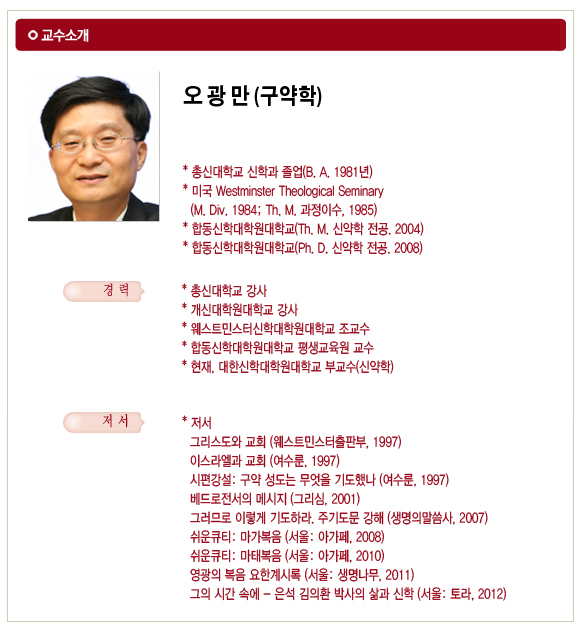 교수소개
오 광 만 (구약학)
* 총신대학교 신학과 졸업(B. A. 1981년)
* 미국 Westminster Theological Seminary
(M. Div. 1984; Th. M. 과정이수, 1985)
* 합동신학대학원대학교(Th. M. 신약학 전공. 2004)
* 합동신학대학원대학교(Ph. D. 신약학 전공. 2008)
경 력
* 총신대학교 강사
* 개신대학원대학교 강사
* 웨스트민스터신학대학원대학교 조교수
* 합동신학대학원대학교 평생교육원 교수
* 현재, 대한신학대학원대학교 부교수(신약학)
저 서
* 저서
그리스도와 교회 (웨스트민스터출판부, 1997)
이스라엘과 교회 (여수룬, 1997)
시편강설: 구약 성도는 무엇을 기도했나 (여수룬, 1997)
베드로전서의 메시지 (그리심, 2001)
그러므로 이렇게 기도하라. 주기도문 강해 (생명의말씀사, 2007)
쉬운큐티: 마가복음 (서울: 아가페, 2008)
쉬운큐티: 마태복음 (서울: 아가페, 2010)
영광의 복음 요한계시록 (서울: 생명나무, 2011)
그의 시간 속에 - 은석 김의환 박사의 삶과 신학 (서울: 토라, 2012)